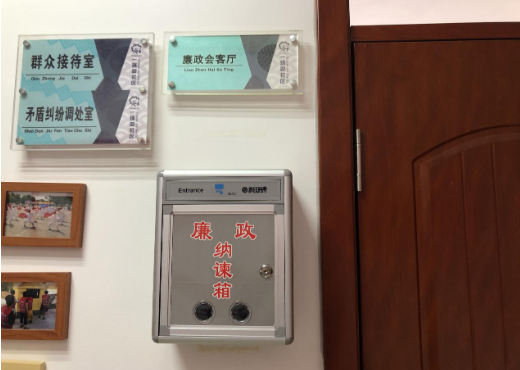 群众接待室
Qun Zhong Jie Dai Shi
矛盾纠纷调处室
Mao Dun Jiu Fen Tiao Chu Shi
廉政会客厅
Lian Zhen Hui Ke Ting
Entrance
廉 政
纳
谏
箱